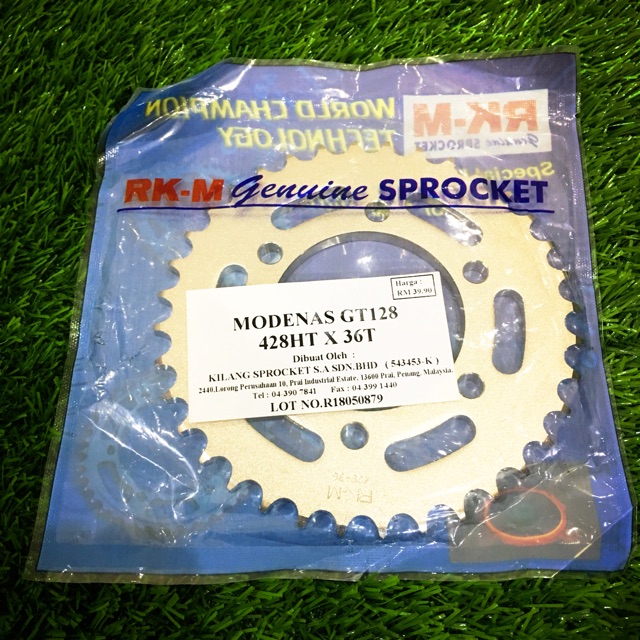 WORLD CHAMPION
TECHNOLOGY
RK-M
Genuine SPROCKET
RK-M Genuine SPROCKET
Harga :
RM 39.90
MODENAS GT128
428HT X 36T
Dibuat Oleh :
KILANG SPROCKET S.A SDN.BHD ( 543453-K )
2440,Lorong Perusahaan 10, Prai Industrial Estate. 13600 Prai, Penang, Malaysia.
Tel : 04 390 7841 Fax : 04 399 1440
LOT NO.R18050879
RK-M